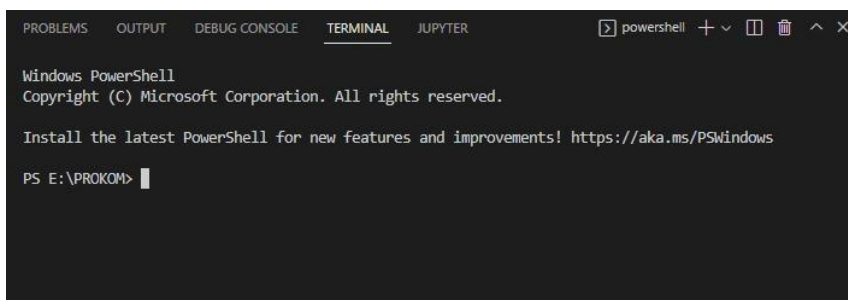 PROBLEMS OUTPUT DEBUG CONSOLE TERMINAL JUPYTER powershell
Windows PowerShell
Copyright (C) Microsoft Corporation. All rights reserved.
Install the latest PowerShell for new features and improvements! https://aka.ms/PSWindows
PS E:\PROKOM>